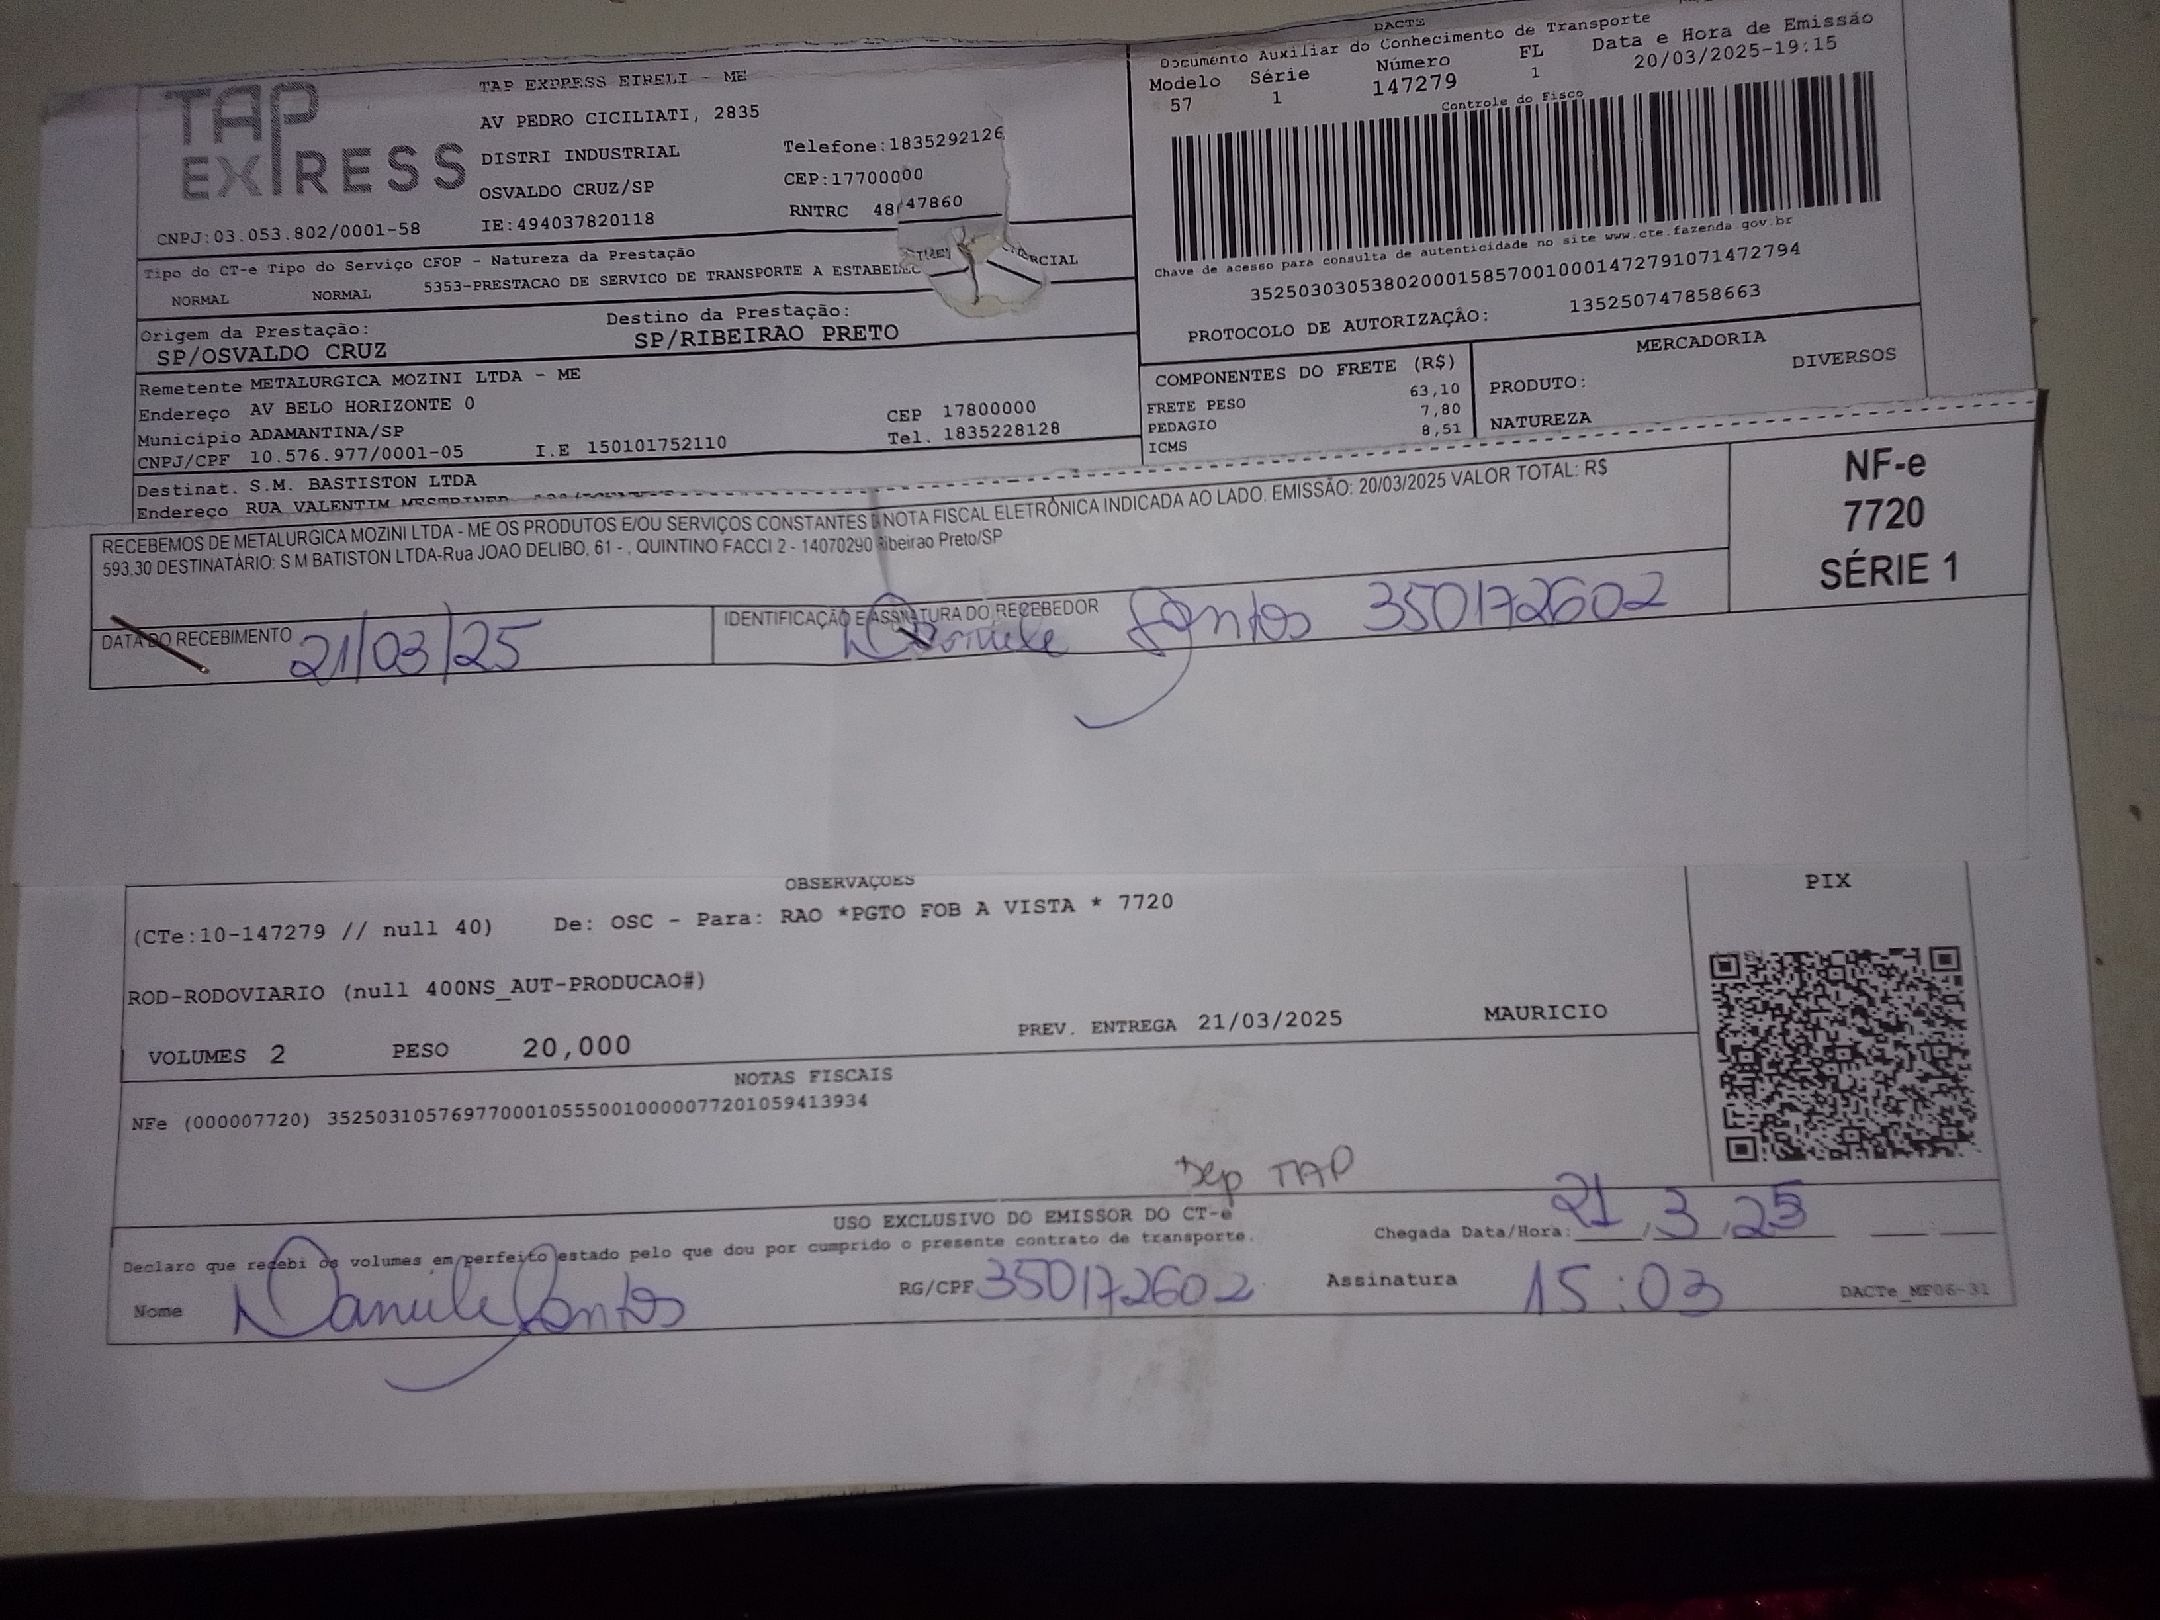 DACTE
Documento Auxiliar do Conhecimento de Transporte
Modelo Série Número FL Data e Hora de Emissão
57 1 147279 1 20/03/2025-19:15
Controle do Fisco
TAP
EXPRESS
TAP EXPRESS EIRELI - ME
AV PEDRO CICILIATI, 2835
DISTRI INDUSTRIAL Telefone:1835292126
OSVALDO CRUZ/SP CEP:17700000
CNPJ:03.053.802/0001-58 IE:494037820118 RNTRC 48 47860
Tipo do CT-e Tipo do Serviço CFOP - Natureza da Prestação
NORMAL NORMAL 5353-PRESTACAO DE SERVICO DE TRANSPORTE A
Chave de acesso para consulta de autenticidade no site www.cte.fazenda.gov.br
35250303053802000158570010001472791071472794
PROTOCOLO DE AUTORIZAÇÃO: 135250747858663
Origem da Prestação: Destino da Prestação:
SP/OSVALDO CRUZ SP/RIBEIRAO PRETO
Remetente METALURGICA MOZINI LTDA - ME
Endereço AV BELO HORIZONTE 0
Município ADAMANTINA/SP CEP 17800000
CNPJ/CPF 10.576.977/0001-05 I.E 150101752110 Tel. 1835228128
COMPONENTES DO FRETE (R$)
FRETE PESO 63,10
PEDAGIO 7,80
ICMS 8,51
MERCADORIA
PRODUTO: DIVERSOS
NATUREZA
Destinat. S.M. BASTISTON LTDA
Endereço RUA VALENTIM
RECEBEMOS DE METALURGICA MOZINI LTDA - ME OS PRODUTOS E/OU SERVIÇOS CONSTANTES NOTA FISCAL ELETRÔNICA INDICADA AO LADO. EMISSÃO: 20/03/2025 VALOR TOTAL: R$
593.30 DESTINATÁRIO: S M BATISTON LTDA-Rua JOAO DELIBO, 61 - , QUINTINO FACCI 2 - 14070290 Ribeirao Preto/SP
NF-e
7720
SÉRIE 1
DATA DO RECEBIMENTO 21/03/25
IDENTIFICAÇÃO E ASSINATURA DO RECEBEDOR
Daniele Santos 350172602
OBSERVAÇÕES
(CTe:10-147279 // null 40) De: OSC - Para: RAO *PGTO FOB A VISTA * 7720
ROD-RODOVIARIO (null 400NS_AUT-PRODUCAO#)
VOLUMES 2 PESO 20,000 PREV. ENTREGA 21/03/2025 MAURICIO
PIX
NOTAS FISCAIS
NFe (000007720) 35250310576977000105550010000077201059413934
Dep TAP
USO EXCLUSIVO DO EMISSOR DO CT-e
Declaro que recebi os volumes em perfeito estado pelo que dou por cumprido o presente contrato de transporte.
Chegada Data/Hora: 21, 3, 25
Nome Daniele Santos RG/CPF 350172602 Assinatura 15:03 DACTe_MF06-31